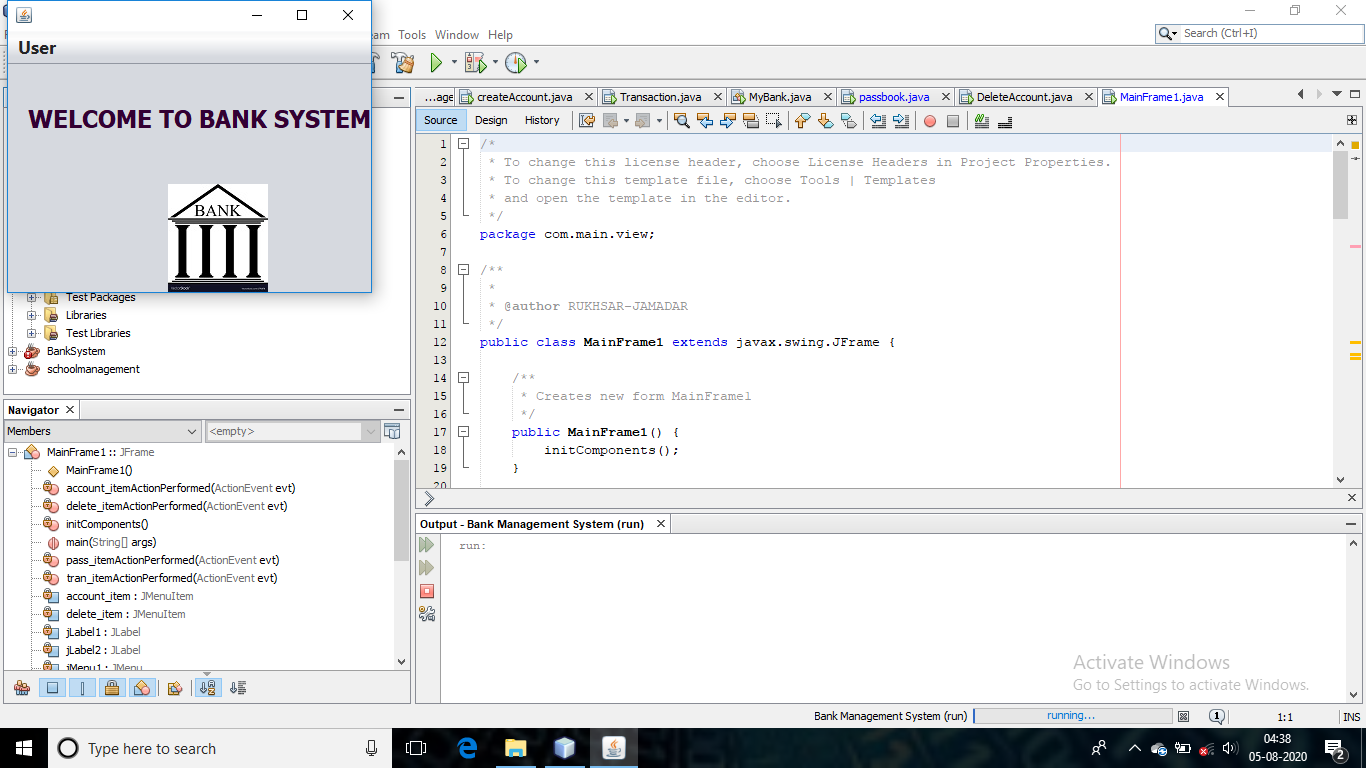 User
WELCOME TO BANK SYSTEM
BANK
eam Tools Window Help
Search (Ctrl+I)
...age createAccount.java Transaction.java MyBank.java passbook.java DeleteAccount.java MainFrame1.java
Source Design History
1 /*
2 * To change this license header, choose License Headers in Project Properties.
3 * To change this template file, choose Tools | Templates
4 * and open the template in the editor.
5 */
6 package com.main.view;
7
8 /**
9 *
10 * @author RUKHSAR-JAMADAR
11 */
12 public class MainFrame1 extends javax.swing.JFrame {
13
14 /**
15 * Creates new form MainFrame1
16 */
17 public MainFrame1() {
18 initComponents();
19 }
20
Test Packages
Libraries
Test Libraries
BankSystem
schoolmanagement
Navigator
Members <empty>
MainFrame1 :: JFrame
MainFrame1()
account_itemActionPerformed(ActionEvent evt)
delete_itemActionPerformed(ActionEvent evt)
initComponents()
main(String[] args)
pass_itemActionPerformed(ActionEvent evt)
tran_itemActionPerformed(ActionEvent evt)
account_item : JMenuItem
delete_item : JMenuItem
jLabel1 : JLabel
jLabel2 : JLabel
jMenu1 : JMenu
Output - Bank Management System (run)
run:
Activate Windows
Go to Settings to activate Windows.
Bank Management System (run) running... 1 1:1 INS
Type here to search
04:38
05-08-2020
2